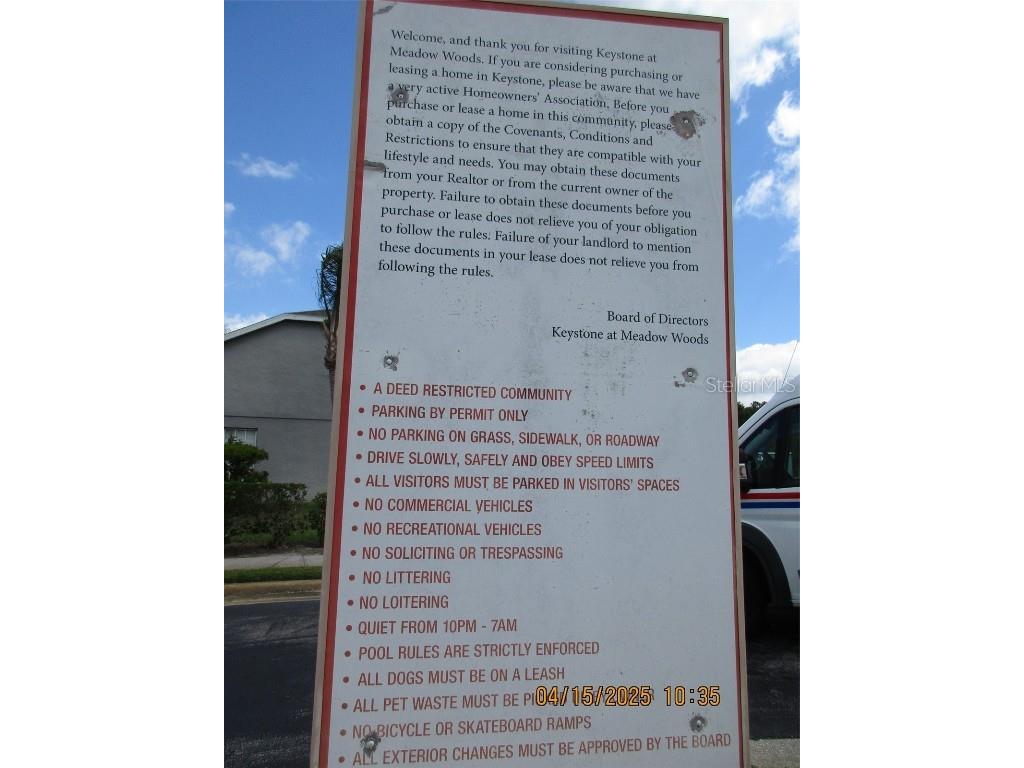 Welcome, and thank you for visiting Keystone at
Meadow Woods. If you are considering purchasing or
leasing a home in Keystone, please be aware that we have
a very active Homeowners' Association. Before you
purchase or lease a home in this community, please
obtain a copy of the Covenants, Conditions and
Restrictions to ensure that they are compatible with your
lifestyle and needs. You may obtain these documents
from your Realtor or from the current owner of the
property. Failure to obtain these documents before you
purchase or lease does not relieve you of your obligation
to follow the rules. Failure of your landlord to mention
these documents in your lease does not relieve you from
following the rules.
Board of Directors
Keystone at Meadow Woods
Stellar MLS
• A DEED RESTRICTED COMMUNITY
• PARKING BY PERMIT ONLY
• NO PARKING ON GRASS, SIDEWALK, OR ROADWAY
• DRIVE SLOWLY, SAFELY AND OBEY SPEED LIMITS
• ALL VISITORS MUST BE PARKED IN VISITORS' SPACES
• NO COMMERCIAL VEHICLES
• NO RECREATIONAL VEHICLES
• NO SOLICITING OR TRESPASSING
• NO LITTERING
• NO LOITERING
• QUIET FROM 10PM - 7AM
• POOL RULES ARE STRICTLY ENFORCED
• ALL DOGS MUST BE ON A LEASH
• ALL PET WASTE MUST BE
04/15/2025 10:35
• NO BICYCLE OR SKATEBOARD RAMPS
• ALL EXTERIOR CHANGES MUST BE APPROVED BY THE BOARD